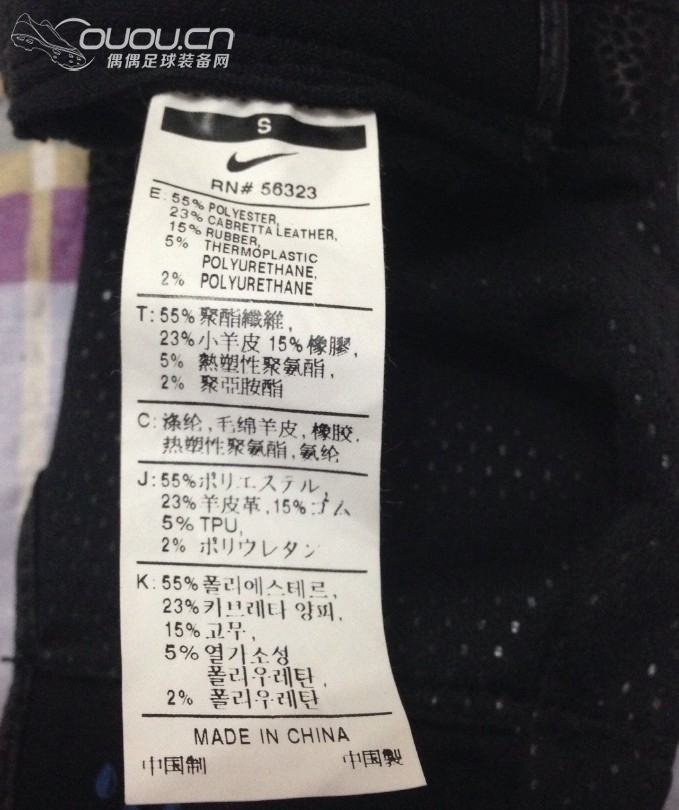 OUOU.CN
偶偶足球装备网
S
RN# 56323
E: 55% POLYESTER,
23% CABRETTA LEATHER,
15% RUBBER,
5% THERMOPLASTIC
POLYURETHANE,
2% POLYURETHANE
T: 55% 聚酯纖維,
23% 小羊皮 15% 橡膠,
5% 熱塑性聚氨酯,
2% 聚亞胺酯
C: 涤纶, 毛绵羊皮, 橡胶,
热塑性聚氨酯, 氨纶
J: 55% ポリエステル,
23% 羊皮革, 15% ゴム
5% TPU,
2% ポリウレタン
K: 55% 폴리에스테르,
23% 카브레타 양피,
15% 고무,
5% 열가소성
폴리우레탄,
2% 폴리우레탄
MADE IN CHINA
中国制 中国製